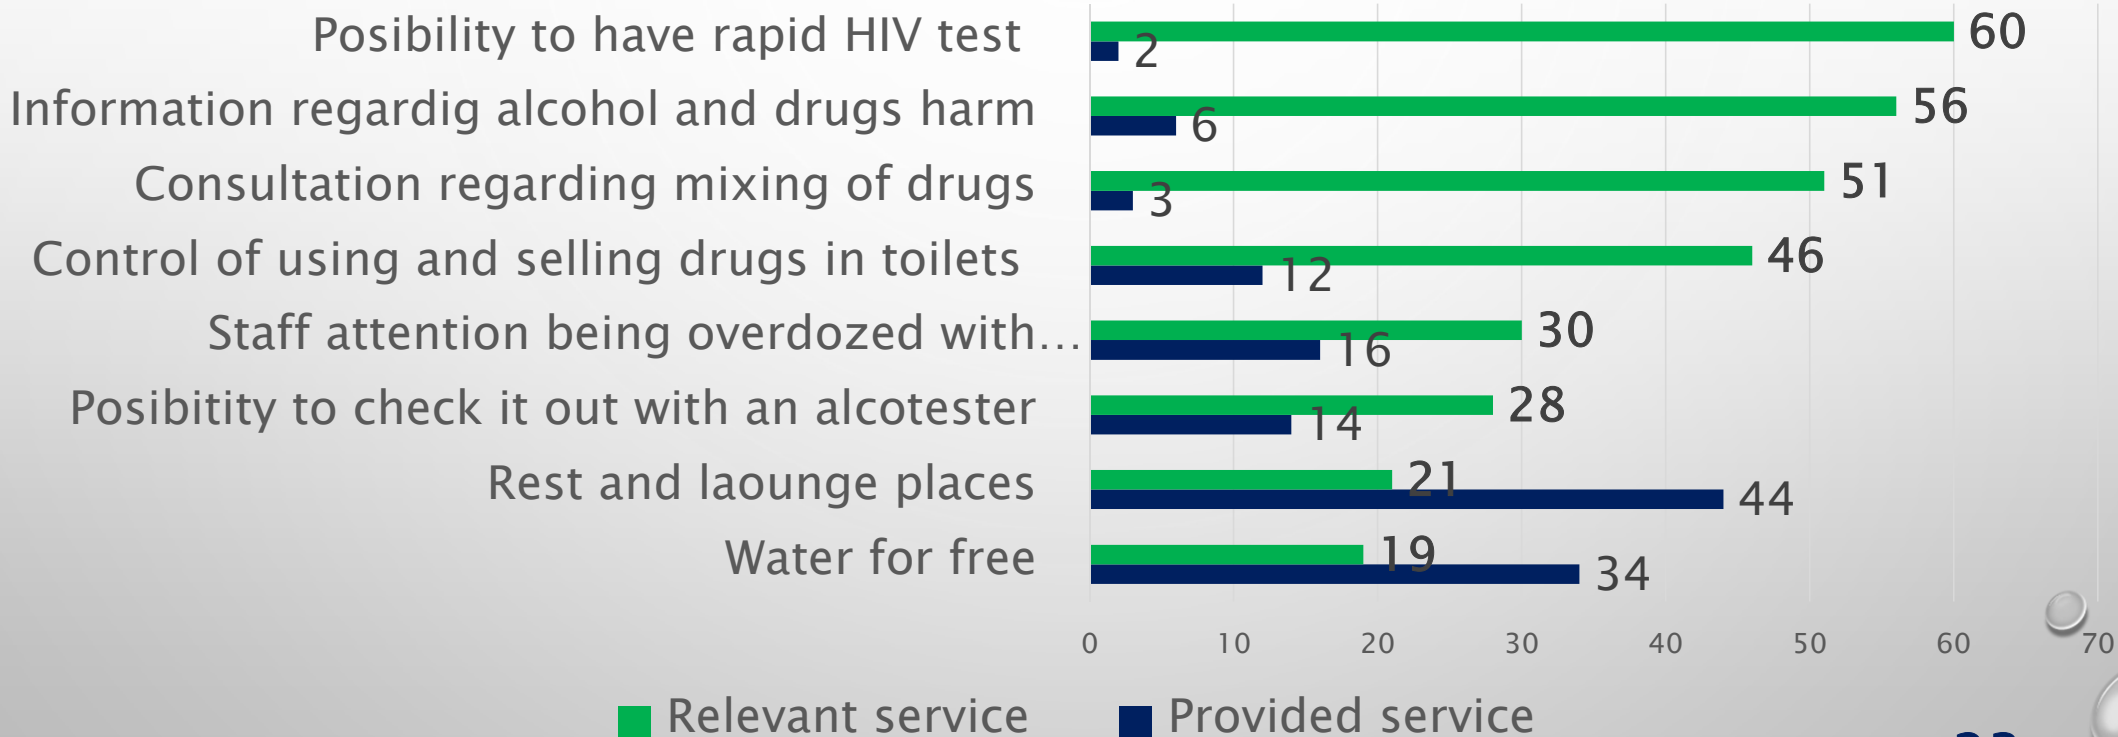 Posibility to have rapid HIV test
60
2
Information regardig alcohol and drugs harm
56
6
Consultation regarding mixing of drugs
51
3
Control of using and selling drugs in toilets
46
12
Staff attention being overdozed with…
30
16
Posibitity to check it out with an alcotester
28
14
Rest and laounge places
21
44
Water for free
19
34
0 10 20 30 40 50 60 70
Relevant service Provided service